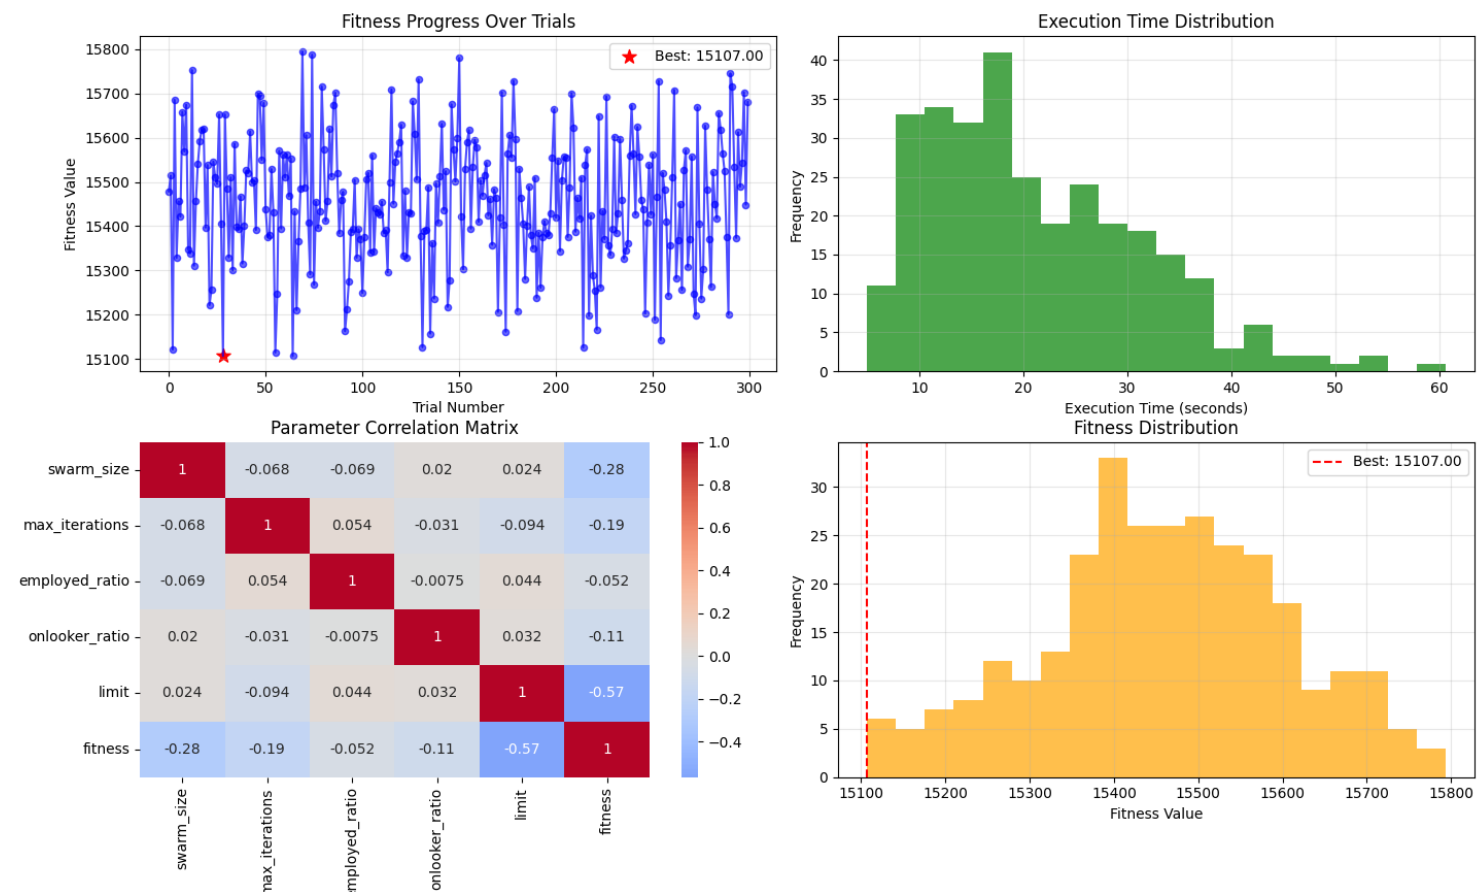 Fitness Progress Over Trials
Fitness Value
15800
15700
15600
15500
15400
15300
15200
15100
Best: 15107.00
0
50
100
150
200
250
300
Trial Number
Execution Time Distribution
Frequency
40
35
30
25
20
15
10
5
0
10
20
30
40
50
60
Execution Time (seconds)
Parameter Correlation Matrix
swarm_size 1 -0.068 -0.069 0.02 0.024 -0.28
max_iterations -0.068 1 0.054 -0.031 -0.094 -0.19
employed_ratio -0.069 0.054 1 -0.0075 0.044 -0.052
onlooker_ratio 0.02 -0.031 -0.0075 1 0.032 -0.11
limit 0.024 -0.094 0.044 0.032 1 -0.57
fitness -0.28 -0.19 -0.052 -0.11 -0.57 1
swarm_size
max_iterations
employed_ratio
onlooker_ratio
limit
fitness
1.0
0.8
0.6
0.4
0.2
0.0
−0.2
−0.4
Fitness Distribution
Frequency
30
25
20
15
10
5
0
Best: 15107.00
15100
15200
15300
15400
15500
15600
15700
15800
Fitness Value